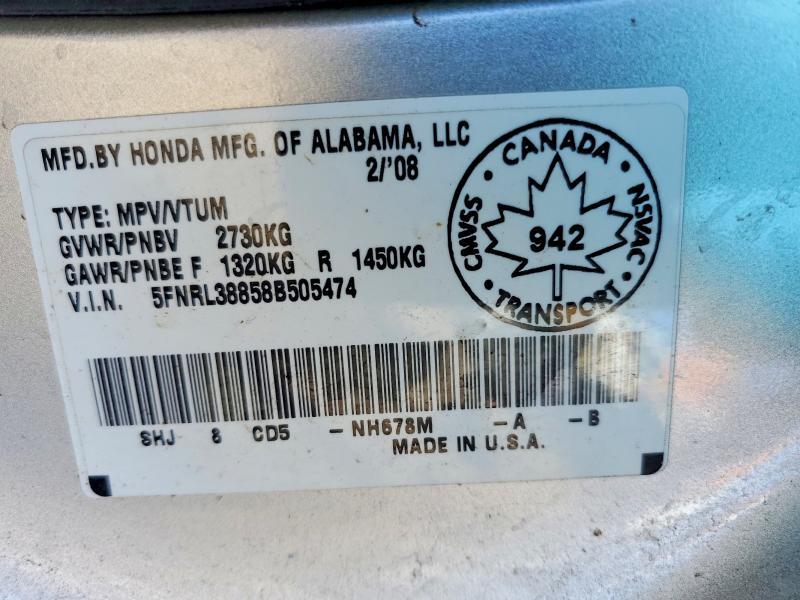 MFD.BY HONDA MFG. OF ALABAMA, LLC
2/'08
TYPE: MPV/VTUM
GVWR/PNBV 2730KG
GAWR/PNBE F 1320KG R 1450KG
V.I.N. 5FNRL38858B505474
CANADA
CMVSS
NSVAC
942
TRANSPORT
SHJ 8 CD5 -NH678M -A -B
MADE IN U.S.A.